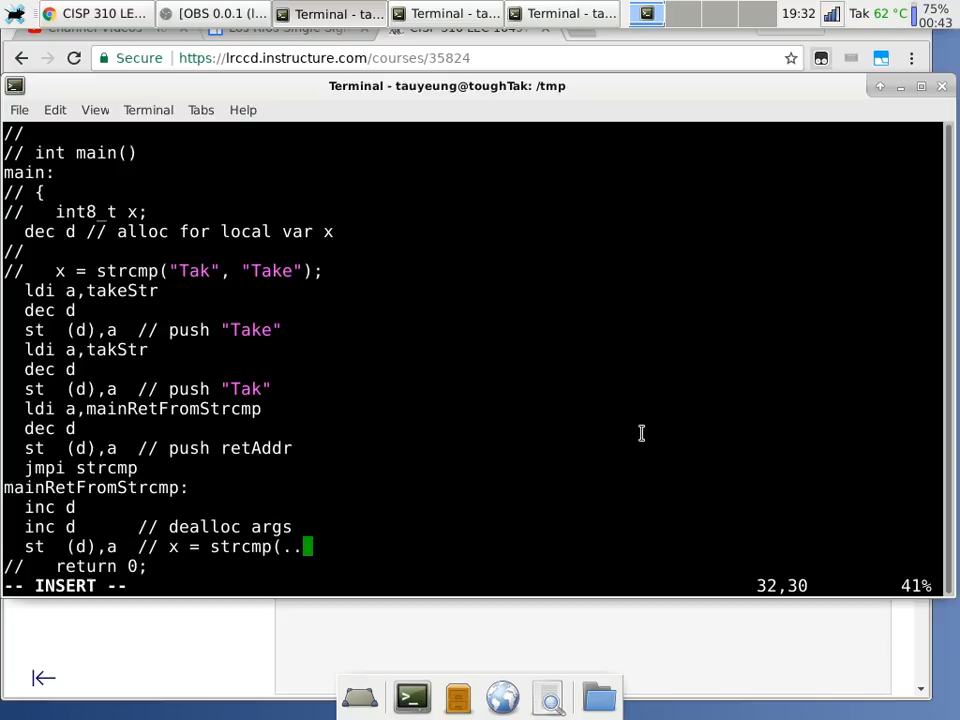 CISP 310 LE...
[OBS 0.0.1 (l...
Terminal - ta...
Terminal - ta...
Terminal - ta...
19:32
Tak 62 °C
75%
00:43
Secure
https://lrccd.instructure.com/courses/35824
Terminal - tauyeung@toughTak: /tmp
File Edit View Terminal Tabs Help
//
// int main()
main:
// {
//   int8_t x;
  dec d // alloc for local var x
//
//   x = strcmp("Tak", "Take");
  ldi a,takeStr
  dec d
  st  (d),a  // push "Take"
  ldi a,takStr
  dec d
  st  (d),a  // push "Tak"
  ldi a,mainRetFromStrcmp
  dec d
  st  (d),a  // push retAddr
  jmpi strcmp
mainRetFromStrcmp:
  inc d
  inc d      // dealloc args
  st  (d),a  // x = strcmp(..
//   return 0;
-- INSERT --
32,30
41%